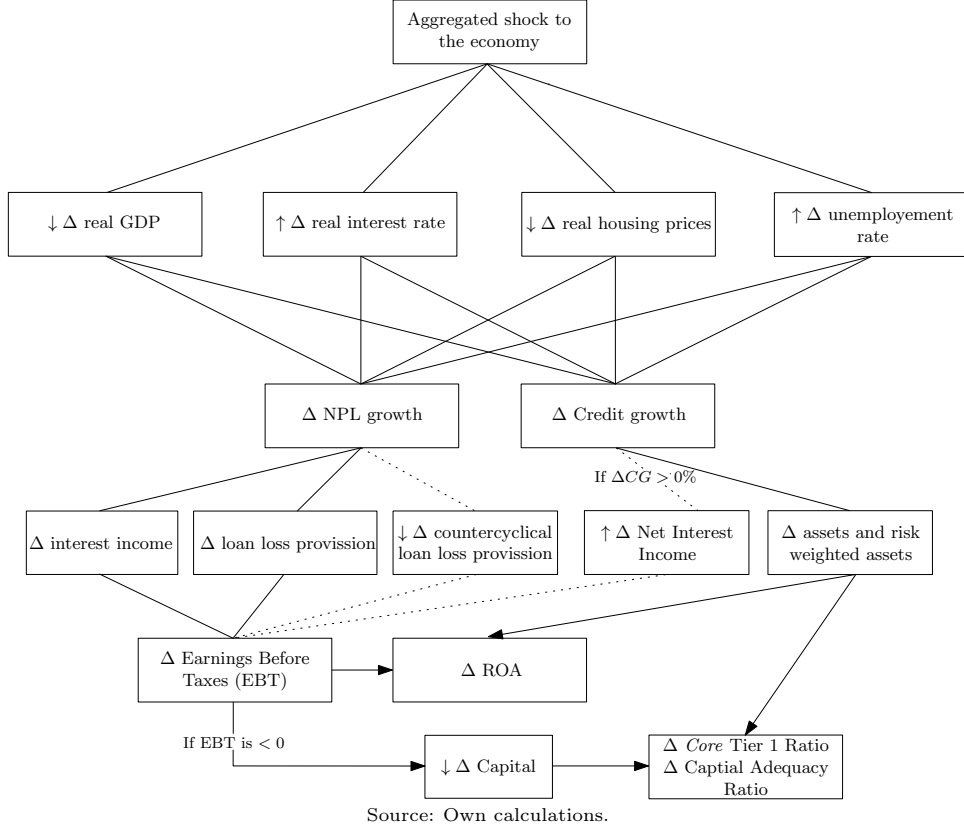 Aggregated shock to
the economy
↓ Δ real GDP
↑ Δ real interest rate
↓ Δ real housing prices
↑ Δ unemployement
rate
Δ NPL growth
Δ Credit growth
If ΔCG > 0%
Δ interest income
Δ loan loss provission
↓ Δ countercyclical
loan loss provission
↑ Δ Net Interest
Income
Δ assets and risk
weighted assets
Δ Earnings Before
Taxes (EBT)
Δ ROA
If EBT is < 0
↓ Δ Capital
Δ Core Tier 1 Ratio
Δ Captial Adequacy
Ratio
Source: Own calculations.